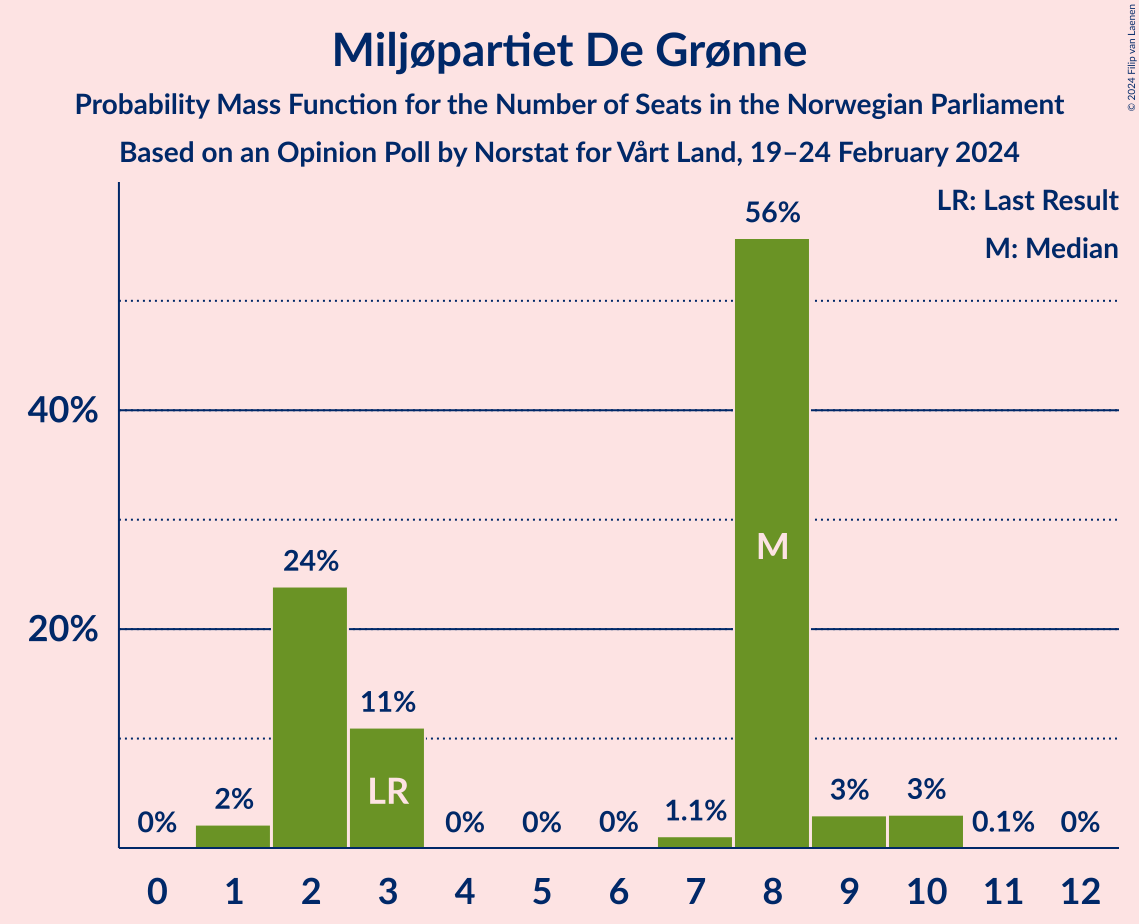 Miljøpartiet De Grønne
Probability Mass Function for the Number of Seats in the Norwegian Parliament
Based on an Opinion Poll by Norstat for Vårt Land, 19–24 February 2024
© 2024 Filip van Laenen
LR: Last Result
M: Median
40%
20%
0%
2%
24%
11%
0%
0%
0%
1.1%
56%
3%
3%
0.1%
0%
LR
M
0 1 2 3 4 5 6 7 8 9 10 11 12